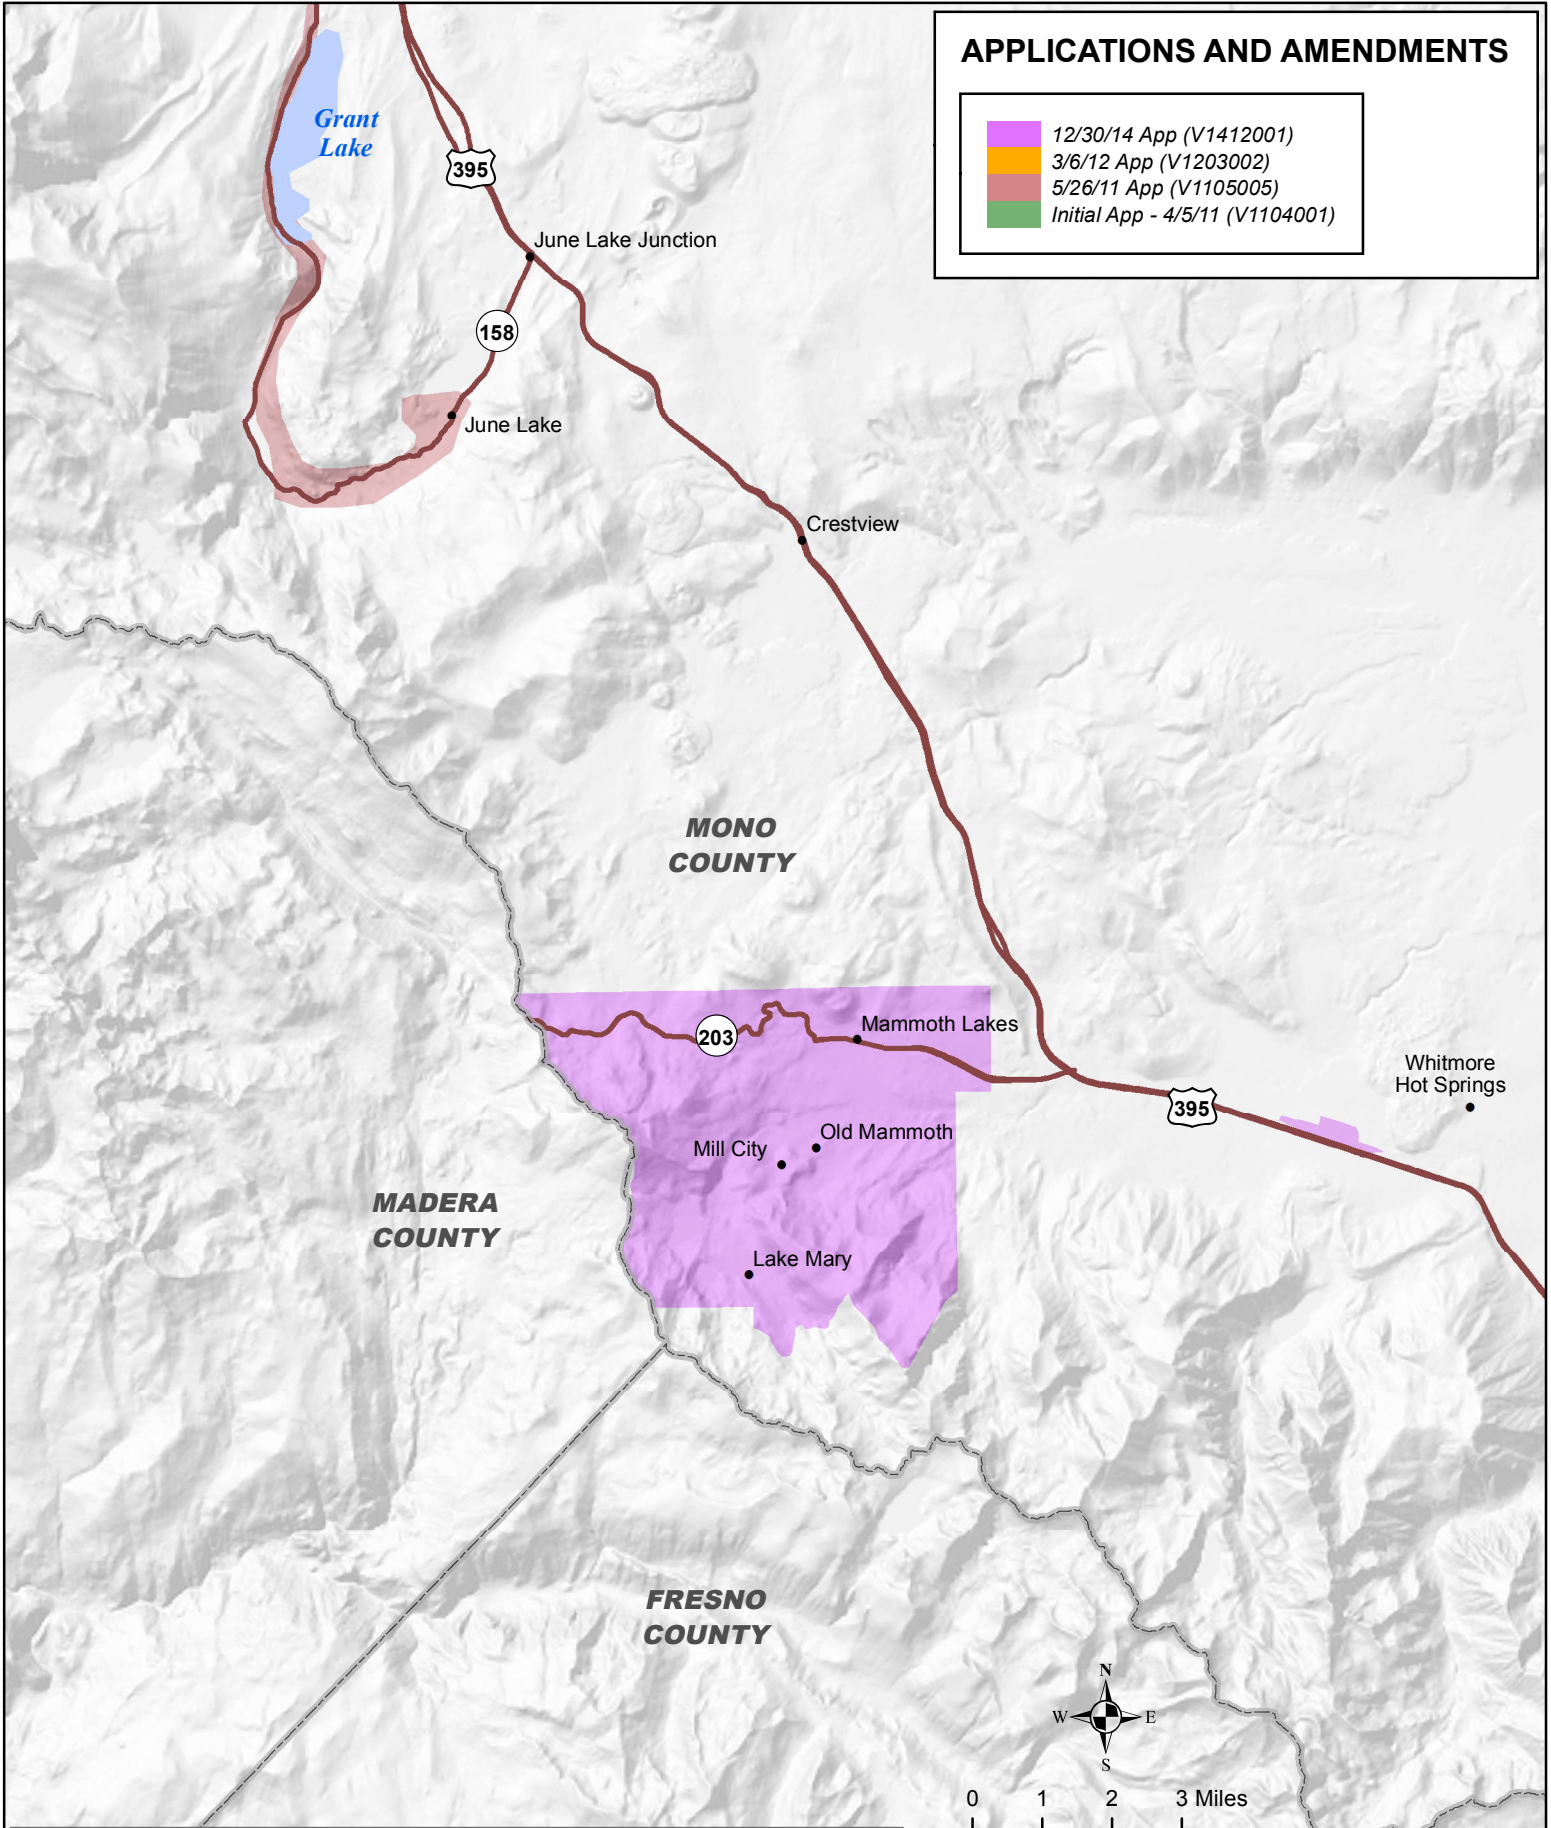 APPLICATIONS AND AMENDMENTS
12/30/14 App (V1412001)
3/6/12 App (V1203002)
5/26/11 App (V1105005)
Initial App - 4/5/11 (V1104001)
Grant
Lake
395
June Lake Junction
158
June Lake
Crestview
MONO
COUNTY
203
Mammoth Lakes
Whitmore
Hot Springs
395
Old Mammoth
Mill City
MADERA
COUNTY
Lake Mary
FRESNO
COUNTY
N
W
E
S
0 1 2 3 Miles